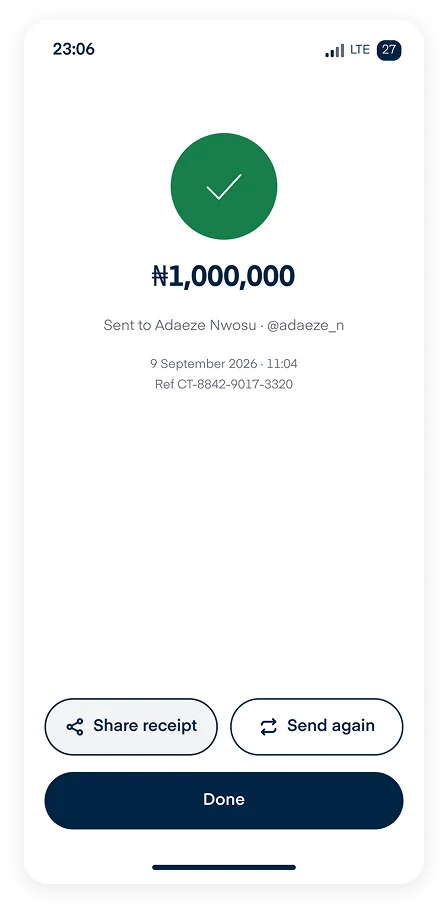 23:06 LTE 27
₦1,000,000
Sent to Adaeze Nwosu · @adaeze_n
9 September 2026 · 11:04
Ref CT-8842-9017-3320
Share receipt
Send again
Done